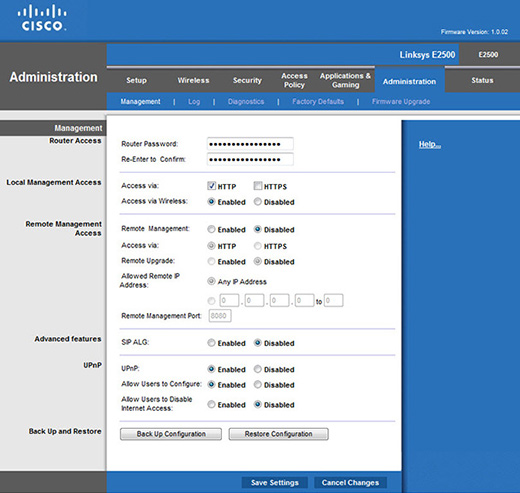 CISCO
Firmware Version: 1.0.02
Linksys E2500 E2500
Administration
Setup Wireless Security Access Policy Applications & Gaming Administration Status
Management | Log | Diagnostics | Factory Defaults | Firmware Upgrade
Management
Router Access
Router Password: ••••••••••••••••
Re-Enter to Confirm: ••••••••••••••••
Help...
Local Management Access
Access via: HTTP HTTPS
Access via Wireless: Enabled Disabled
Remote Management Access
Remote Management: Enabled Disabled
Access via: HTTP HTTPS
Remote Upgrade: Enabled Disabled
Allowed Remote IP Address: Any IP Address
0 . 0 . 0 . 0 to 0
Remote Management Port: 8080
Advanced features
SIP ALG: Enabled Disabled
UPnP
UPnP: Enabled Disabled
Allow Users to Configure: Enabled Disabled
Allow Users to Disable Internet Access: Enabled Disabled
Back Up and Restore
Back Up Configuration Restore Configuration
Save Settings Cancel Changes